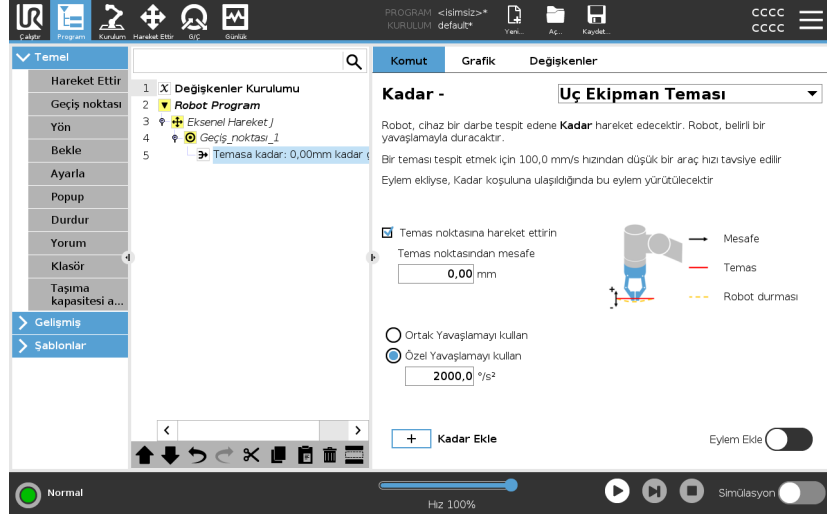 PROGRAM <isimsiz>*
KURULUM default*
cccc
cccc
Çalıştır Program Kurulum Hareket Ettir G/Ç Günlük Yeni... Aç... Kaydet...
Temel
Hareket Ettir
Geçiş noktası
Yön
Bekle
Ayarla
Popup
Durdur
Yorum
Klasör
Taşıma
kapasitesi a...
Gelişmiş
Şablonlar
1 X Değişkenler Kurulumu
2 Robot Program
3 Eksenel Hareket J
4 Geçiş_noktası_1
5 Temasa kadar: 0,00mm kadar g
Komut Grafik Değişkenler
Kadar - Uç Ekipman Teması
Robot, cihaz bir darbe tespit edene Kadar hareket edecektir. Robot, belirli bir
yavaşlamayla duracaktır.
Bir teması tespit etmek için 100,0 mm/s hızından düşük bir araç hızı tavsiye edilir
Eylem ekliyse, Kadar koşuluna ulaşıldığında bu eylem yürütülecektir
Temas noktasına hareket ettirin
Temas noktasından mesafe
0,00 mm
Mesafe
Temas
Robot durması
+
-
Ortak Yavaşlamayı kullan
Özel Yavaşlamayı kullan
2000,0 °/s²
+ Kadar Ekle
Eylem Ekle
Normal
Hız 100%
Simülasyon